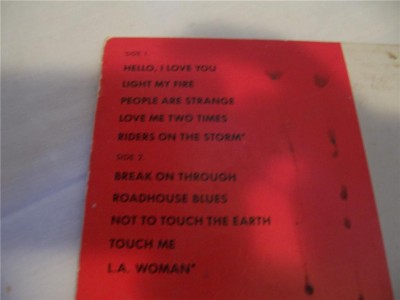 SIDE 1
HELLO, I LOVE YOU
LIGHT MY FIRE
PEOPLE ARE STRANGE
LOVE ME TWO TIMES
RIDERS ON THE STORM*
SIDE 2
BREAK ON THROUGH
ROADHOUSE BLUES
NOT TO TOUCH THE EARTH
TOUCH ME
L.A. WOMAN*